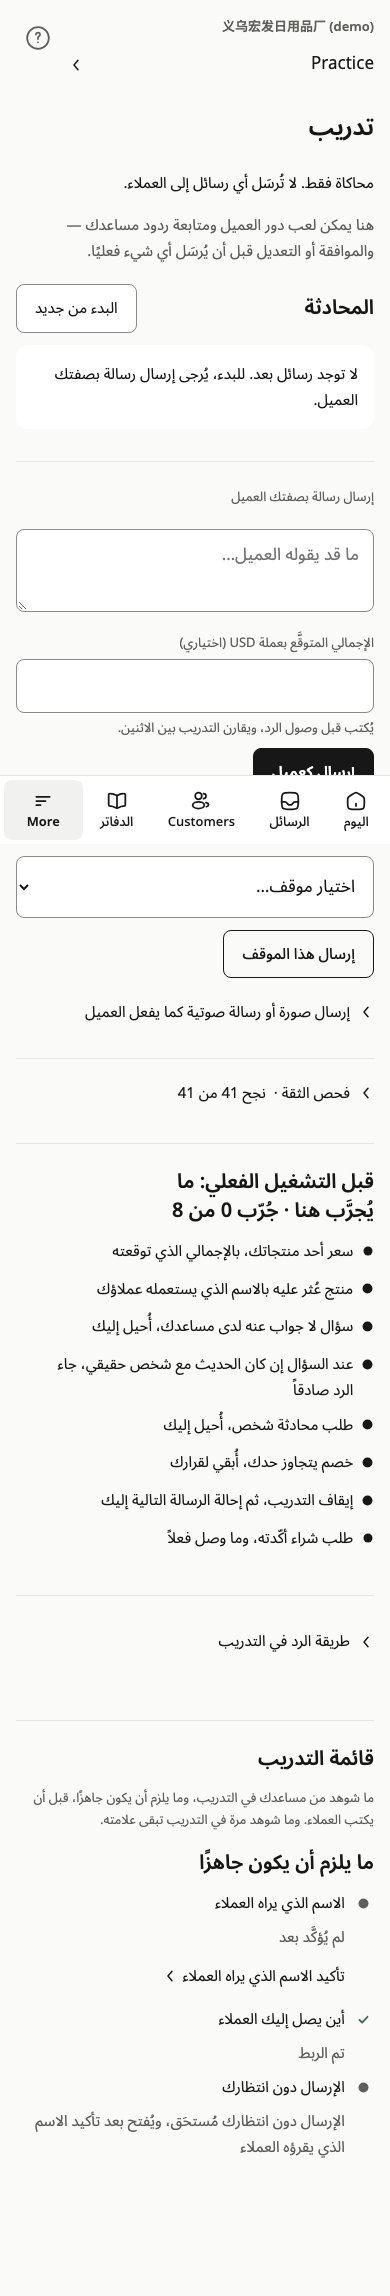 义乌宏发日用品厂 (demo)
Practice
تدريب
محاكاة فقط. لا تُرسَل أي رسائل إلى العملاء.
هنا يمكن لعب دور العميل ومتابعة ردود مساعدك —
والموافقة أو التعديل قبل أن يُرسَل أي شيء فعليًا.
المحادثة
البدء من جديد
لا توجد رسائل بعد. للبدء، يُرجى إرسال رسالة بصفتك
العميل.
إرسال رسالة بصفتك العميل
ما قد يقوله العميل...
الإجمالي المتوقَّع بعملة USD (اختياري)
يُكتب قبل وصول الرد، ويقارن التدريب بين الاثنين.
إرسال كعميل
اليوم
الرسائل
Customers
الدفاتر
More
اختيار موقف...
إرسال هذا الموقف
إرسال صورة أو رسالة صوتية كما يفعل العميل
فحص الثقة · نجح 41 من 41
قبل التشغيل الفعلي: ما
يُجرَّب هنا · جُرّب 0 من 8
سعر أحد منتجاتك، بالإجمالي الذي توقعته
منتج عُثر عليه بالاسم الذي يستعمله عملاؤك
سؤال لا جواب عنه لدى مساعدك، أُحيل إليك
عند السؤال إن كان الحديث مع شخص حقيقي، جاء
الرد صادقاً
طلب محادثة شخص، أُحيل إليك
خصم يتجاوز حدك، أُبقي لقرارك
إيقاف التدريب، ثم إحالة الرسالة التالية إليك
طلب شراء أكّدته، وما وصل فعلاً
طريقة الرد في التدريب
قائمة التدريب
ما شوهد من مساعدك في التدريب، وما يلزم أن يكون جاهزًا، قبل أن
يكتب العملاء. وما شوهد مرة في التدريب تبقى علامته.
ما يلزم أن يكون جاهزًا
الاسم الذي يراه العملاء
لم يُؤكَّد بعد
تأكيد الاسم الذي يراه العملاء
أين يصل إليك العملاء
تم الربط
الإرسال دون انتظارك
الإرسال دون انتظارك مُستحَق، ويُفتح بعد تأكيد الاسم
الذي يقرؤه العملاء